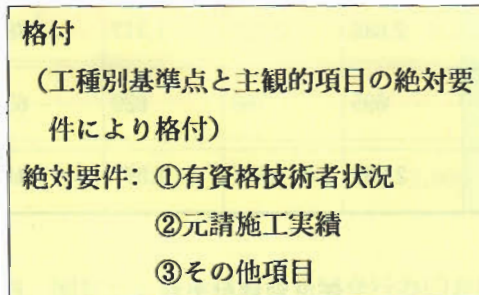 格付
（工種別基準点と主観的項目の絶対要
件により格付）
絶対要件：①有資格技術者状況
②元請施工実績
③その他項目